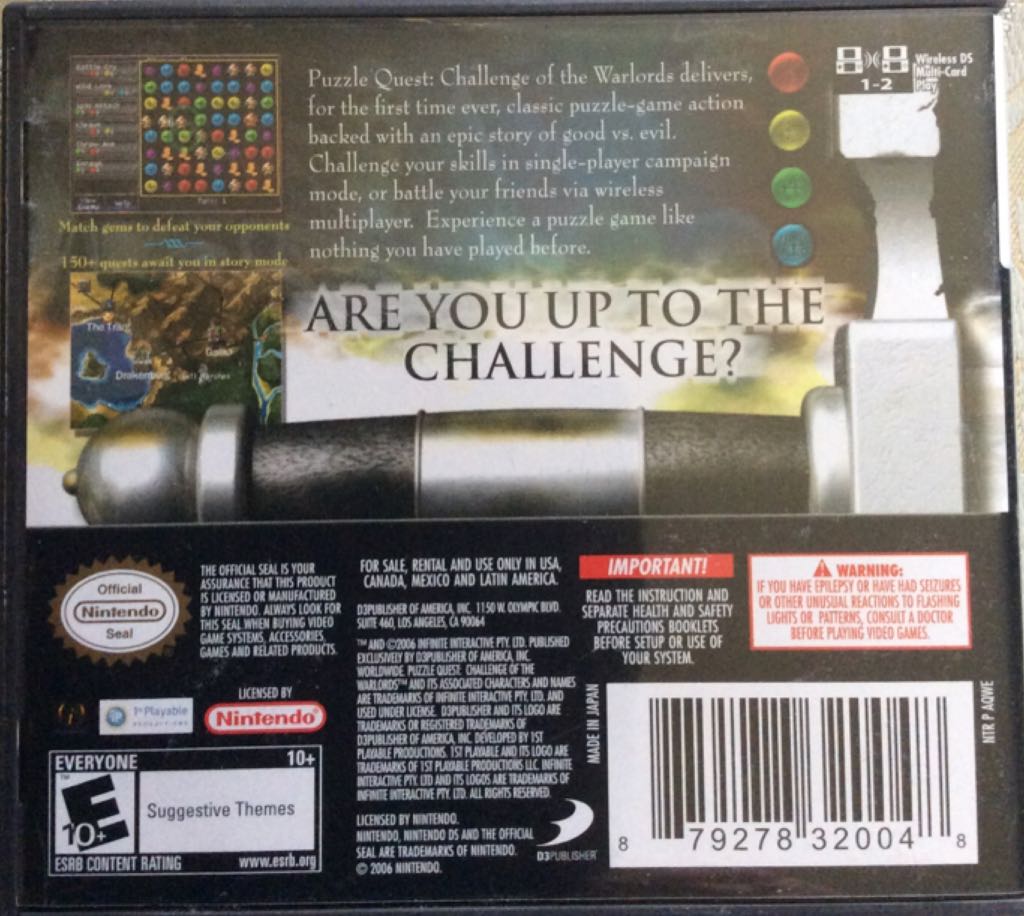 Puzzle Quest: Challenge of the Warlords delivers,
for the first time ever, classic puzzle-game action
backed with an epic story of good vs. evil.
Challenge your skills in single-player campaign
mode, or battle your friends via wireless
multiplayer. Experience a puzzle game like
nothing you have played before.
Wireless DS
Multi-Card
Play
1-2
Match gems to defeat your opponents
150+ quests await you in story mode
ARE YOU UP TO THE
CHALLENGE?
Official
Nintendo
Seal
THE OFFICIAL SEAL IS YOUR
ASSURANCE THAT THIS PRODUCT
IS LICENSED OR MANUFACTURED
BY NINTENDO. ALWAYS LOOK FOR
THIS SEAL WHEN BUYING VIDEO
GAME SYSTEMS, ACCESSORIES,
GAMES AND RELATED PRODUCTS.
LICENSED BY
Nintendo®
1st Playable
PRODUCTIONS
EVERYONE 10+
E
10+
Suggestive Themes
ESRB CONTENT RATING www.esrb.org
FOR SALE, RENTAL AND USE ONLY IN USA,
CANADA, MEXICO AND LATIN AMERICA.
D3PUBLISHER OF AMERICA, INC. 1150 W. OLYMPIC BLVD.
SUITE 460, LOS ANGELES, CA 90064
™ AND ©2006 INFINITE INTERACTIVE PTY. LTD. PUBLISHED
EXCLUSIVELY BY D3PUBLISHER OF AMERICA, INC.
WORLDWIDE. PUZZLE QUEST: CHALLENGE OF THE
WARLORDS™ AND ITS ASSOCIATED CHARACTERS AND NAMES
ARE TRADEMARKS OF INFINITE INTERACTIVE PTY. LTD. AND
USED UNDER LICENSE. D3PUBLISHER AND ITS LOGO ARE
TRADEMARKS OR REGISTERED TRADEMARKS OF
D3PUBLISHER OF AMERICA, INC. DEVELOPED BY 1ST
PLAYABLE PRODUCTIONS. 1ST PLAYABLE AND ITS LOGO ARE
TRADEMARKS OF 1ST PLAYABLE PRODUCTIONS LLC. INFINITE
INTERACTIVE PTY. LTD AND ITS LOGOS ARE TRADEMARKS OF
INFINITE INTERACTIVE PTY. LTD. ALL RIGHTS RESERVED.
LICENSED BY NINTENDO.
NINTENDO, NINTENDO DS AND THE OFFICIAL
SEAL ARE TRADEMARKS OF NINTENDO.
© 2006 NINTENDO.
D3PUBLISHER
IMPORTANT!
READ THE INSTRUCTION AND
SEPARATE HEALTH AND SAFETY
PRECAUTIONS BOOKLETS
BEFORE SETUP OR USE OF
YOUR SYSTEM.
WARNING:
IF YOU HAVE EPILEPSY OR HAVE HAD SEIZURES
OR OTHER UNUSUAL REACTIONS TO FLASHING
LIGHTS OR PATTERNS, CONSULT A DOCTOR
BEFORE PLAYING VIDEO GAMES.
MADE IN JAPAN
8 79278 32004 8
NTR P AQWE